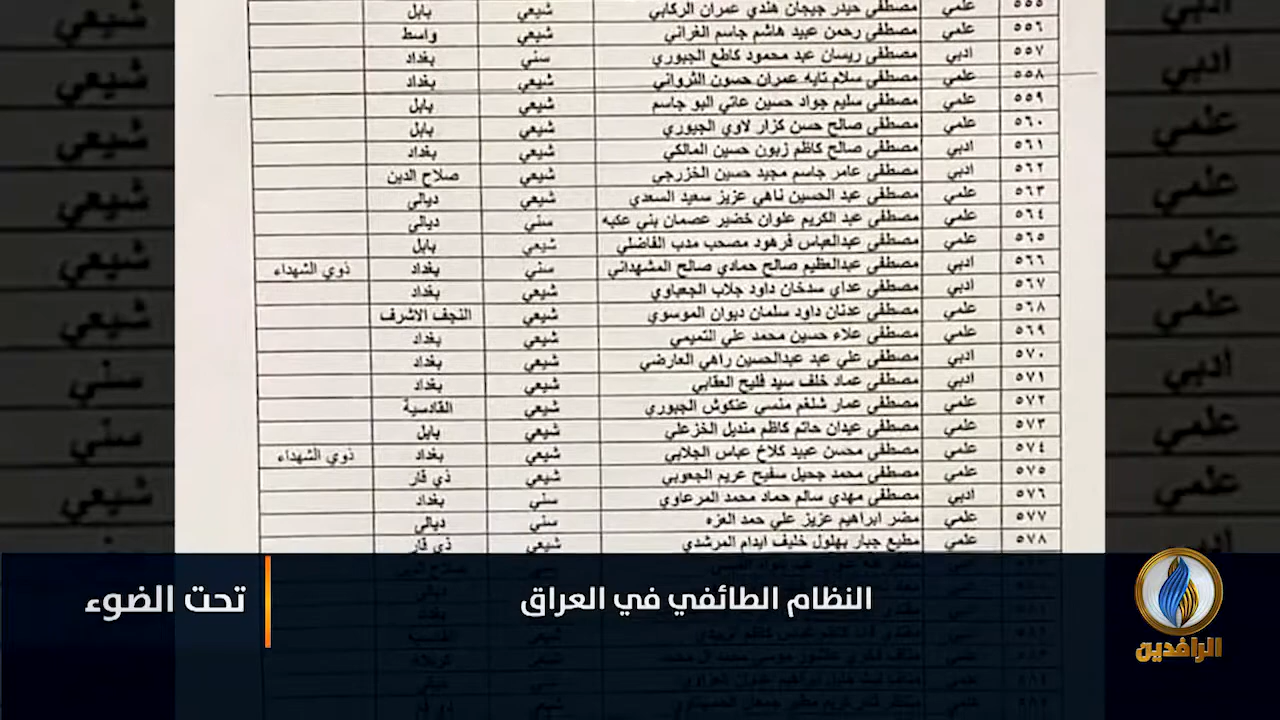 ٥٥٥ علمي مصطفى حيدر جيجان هندي عمران الركابي شيعي بابل
٥٥٦ علمي مصطفى رحمن عبيد هاشم جاسم الغراني شيعي واسط
٥٥٧ ادبي مصطفى ريسان عبد محمود كاطع الجبوري سني بغداد
٥٥٨ علمي مصطفى سلام تايه عمران حسون الثرواني شيعي بغداد
٥٥٩ علمي مصطفى سليم جواد حسين عاتي البو جاسم شيعي بابل
٥٦٠ علمي مصطفى صالح حسن كزار لاوي الجبوري شيعي بابل
٥٦١ ادبي مصطفى صالح كاظم زبون حسين المالكي شيعي بغداد
٥٦٢ ادبي مصطفى عامر جاسم مجيد حسين الخزرجي شيعي صلاح الدين
٥٦٣ علمي مصطفى عبد الحسين ناهي عزيز سعيد السعدي شيعي ديالى
٥٦٤ علمي مصطفى عبد الكريم علوان خضير عصمان بني عكبه سني ديالى
٥٦٥ علمي مصطفى عبدالعباس فرهود مصحب مدب الفاضلي شيعي بابل
٥٦٦ ادبي مصطفى عبدالعظيم صالح حمادي صالح المشهداني سني بغداد ذوي الشهداء
٥٦٧ ادبي مصطفى عداي سدخان داود جلاب الجعباوي شيعي بغداد
٥٦٨ علمي مصطفى عدنان داود سلمان ديوان الموسوي شيعي النجف الاشرف
٥٦٩ علمي مصطفى علاء حسين محمد علي التميمي شيعي بغداد
٥٧٠ ادبي مصطفى علي عبد عبدالحسين راهي العارضي شيعي بغداد
٥٧١ ادبي مصطفى عماد خلف سيد فليح العقابي شيعي بغداد
٥٧٢ علمي مصطفى عمار شلغم منسي عنكوش الجبوري شيعي القادسية
٥٧٣ علمي مصطفى عيدان حاتم كاظم منديل الخزعلي شيعي بابل
٥٧٤ علمي مصطفى محسن عبيد كلاخ عباس الجلابي شيعي بغداد ذوي الشهداء
٥٧٥ علمي مصطفى محمد جحيل سفيح عريم الجعوبي شيعي ذي قار
٥٧٦ ادبي مصطفى مهدي سالم حماد محمد المرعاوي سني بغداد
٥٧٧ علمي مضر ابراهيم عزيز علي حمد العزه سني ديالى
٥٧٨ علمي مطيع جبار بهلول خليف ايدام المرشدي شيعي ذي قار
النظام الطائفي في العراق
تحت الضوء
الرافدين